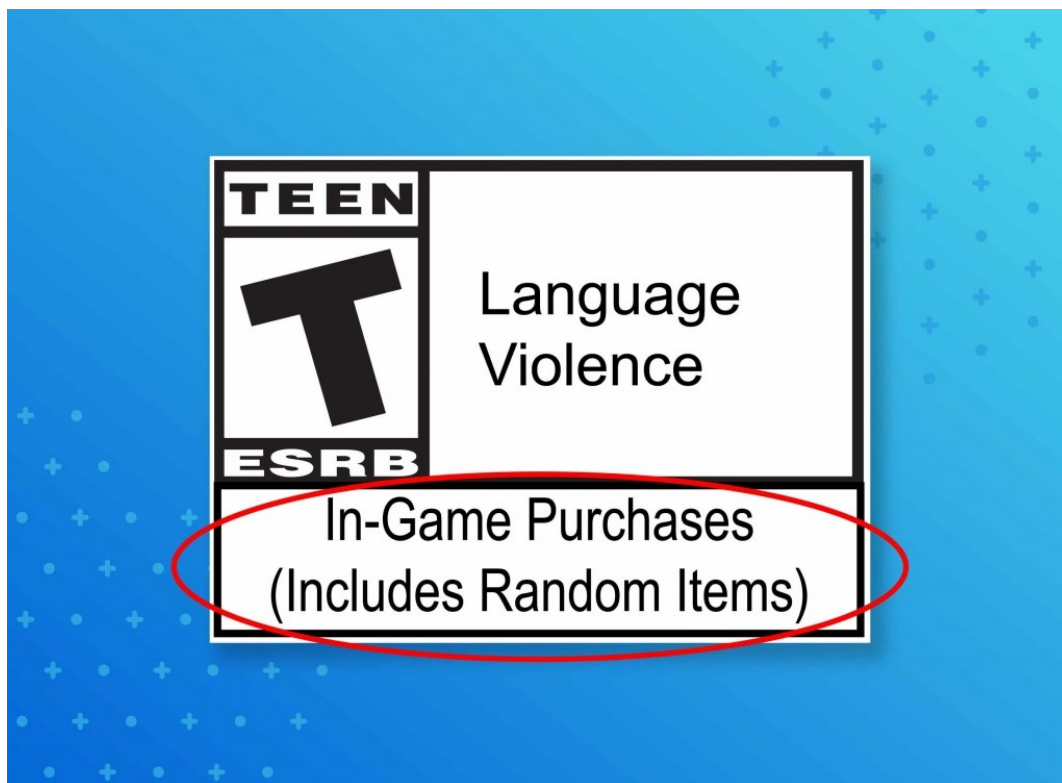 TEEN
T
ESRB
Language
Violence
In-Game Purchases
(Includes Random Items)